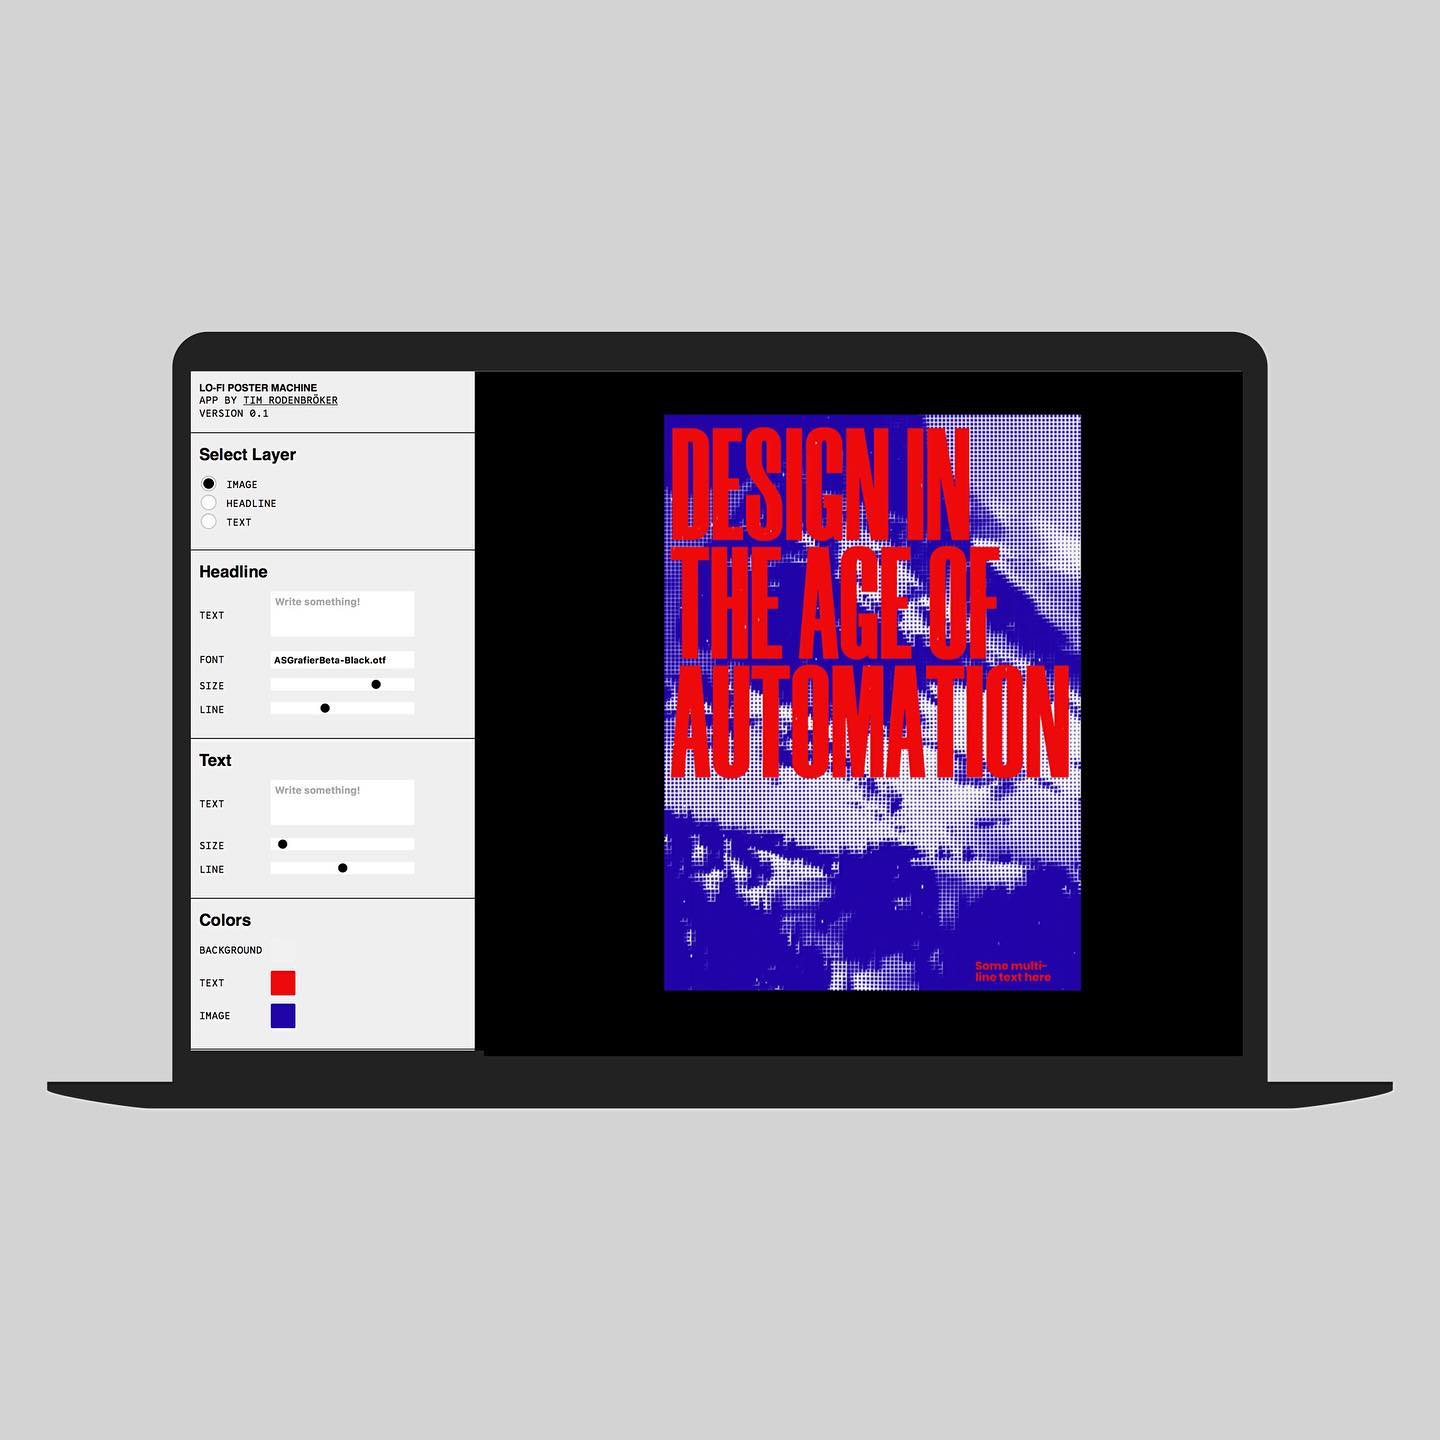 LO-FI POSTER MACHINE
APP BY TIM RODENBRÖKER
VERSION 0.1
Select Layer
IMAGE
HEADLINE
TEXT
Headline
TEXT
Write something!
FONT
ASGrafierBeta-Black.otf
SIZE
LINE
Text
TEXT
Write something!
SIZE
LINE
Colors
BACKGROUND
TEXT
IMAGE
DESIGN IN
THE AGE OF
AUTOMATION
Some multi-
line text here